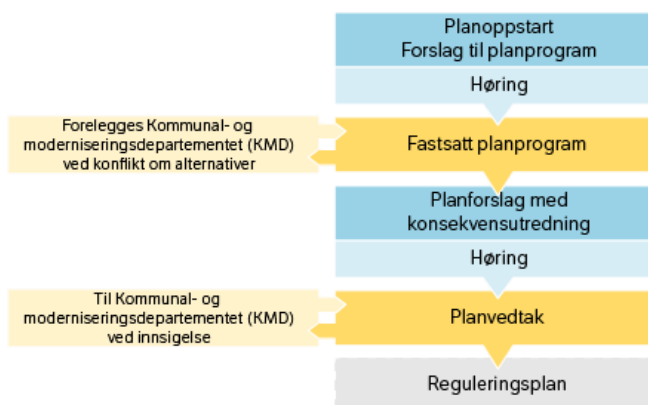 Planoppstart
Forslag til planprogram
Høring
Forelegges Kommunal- og
moderniseringsdepartementet (KMD)
ved konflikt om alternativer
Fastsatt planprogram
Planforslag med
konsekvensutredning
Høring
Til Kommunal- og
moderniseringsdepartementet (KMD)
ved innsigelse
Planvedtak
Reguleringsplan